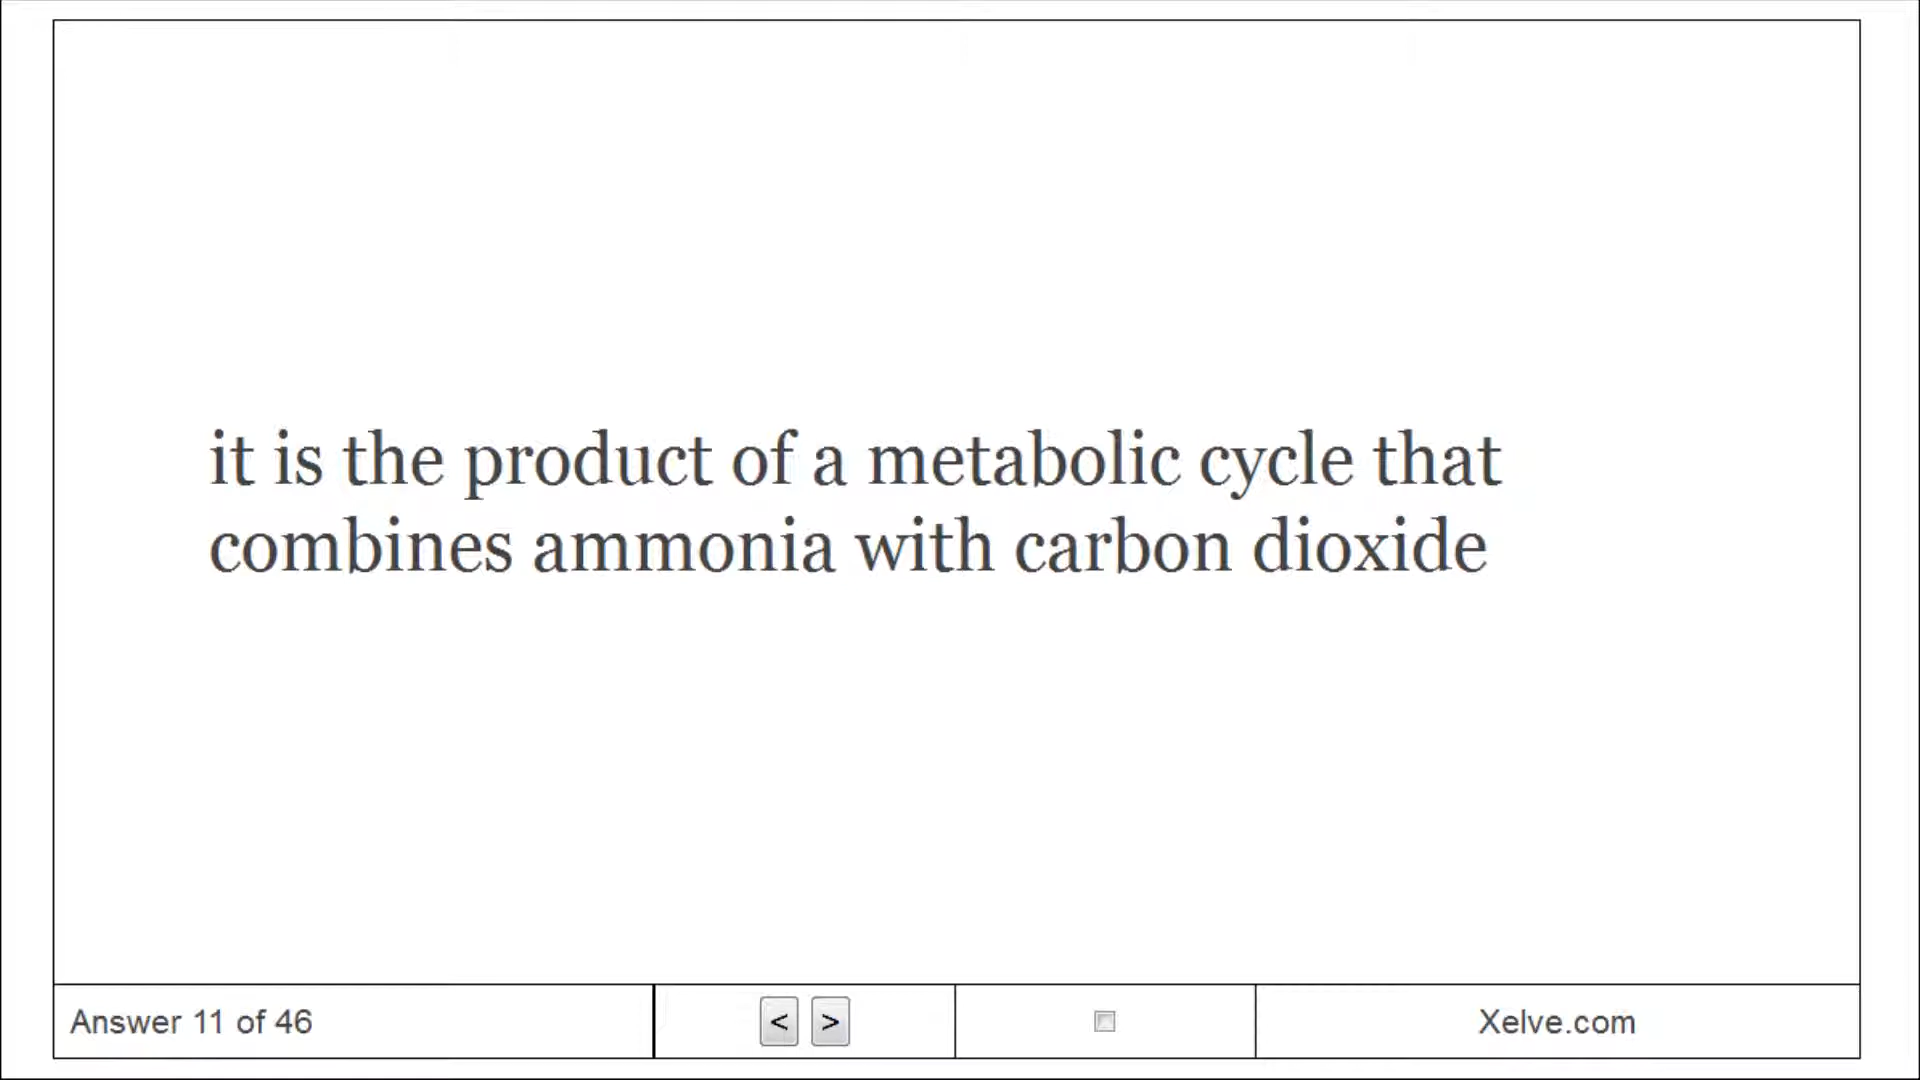 it is the product of a metabolic cycle that
combines ammonia with carbon dioxide
Answer 11 of 46
< >
Xelve.com